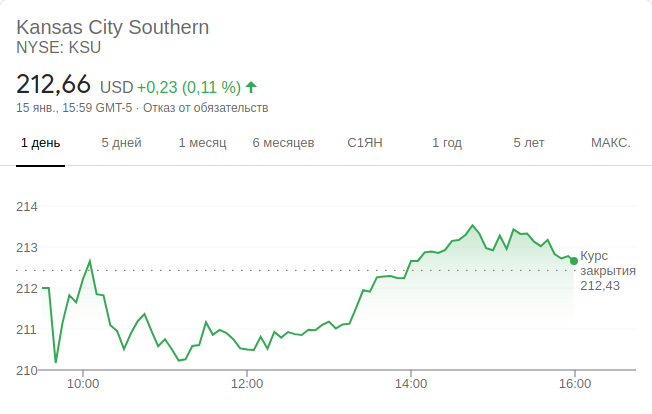 Kansas City Southern
NYSE: KSU
212,66 USD +0,23 (0,11 %)
15 янв., 15:59 GMT-5 · Отказ от обязательств
1 день 5 дней 1 месяц 6 месяцев С1ЯН 1 год 5 лет МАКС.
214
213
Курс
закрытия
212,43
212
211
210
10:00 12:00 14:00 16:00